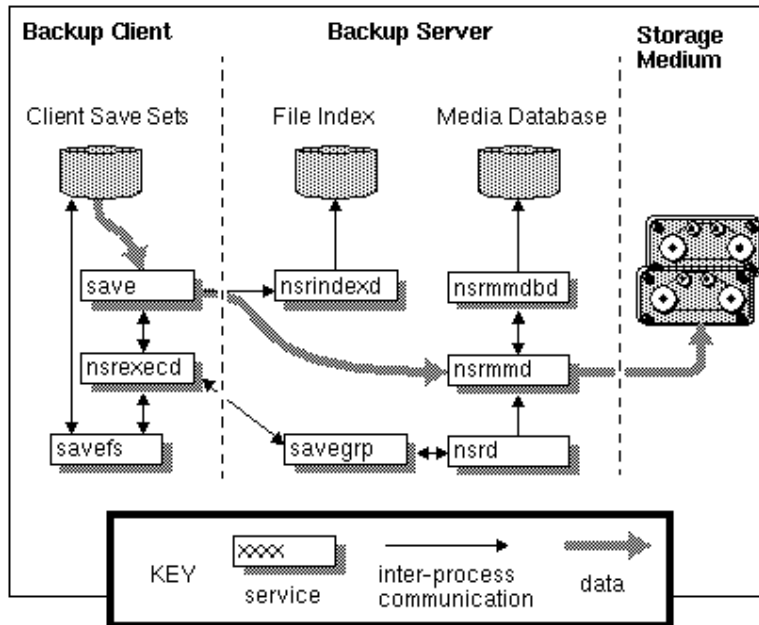 Backup Client
Backup Server
Storage
Medium
Client Save Sets
File Index
Media Database
save
nsrindexd
nsrmmdbd
nsrexecd
nsrmmd
savefs
savegrp
nsrd
KEY
xxxx
service
inter-process
communication
data